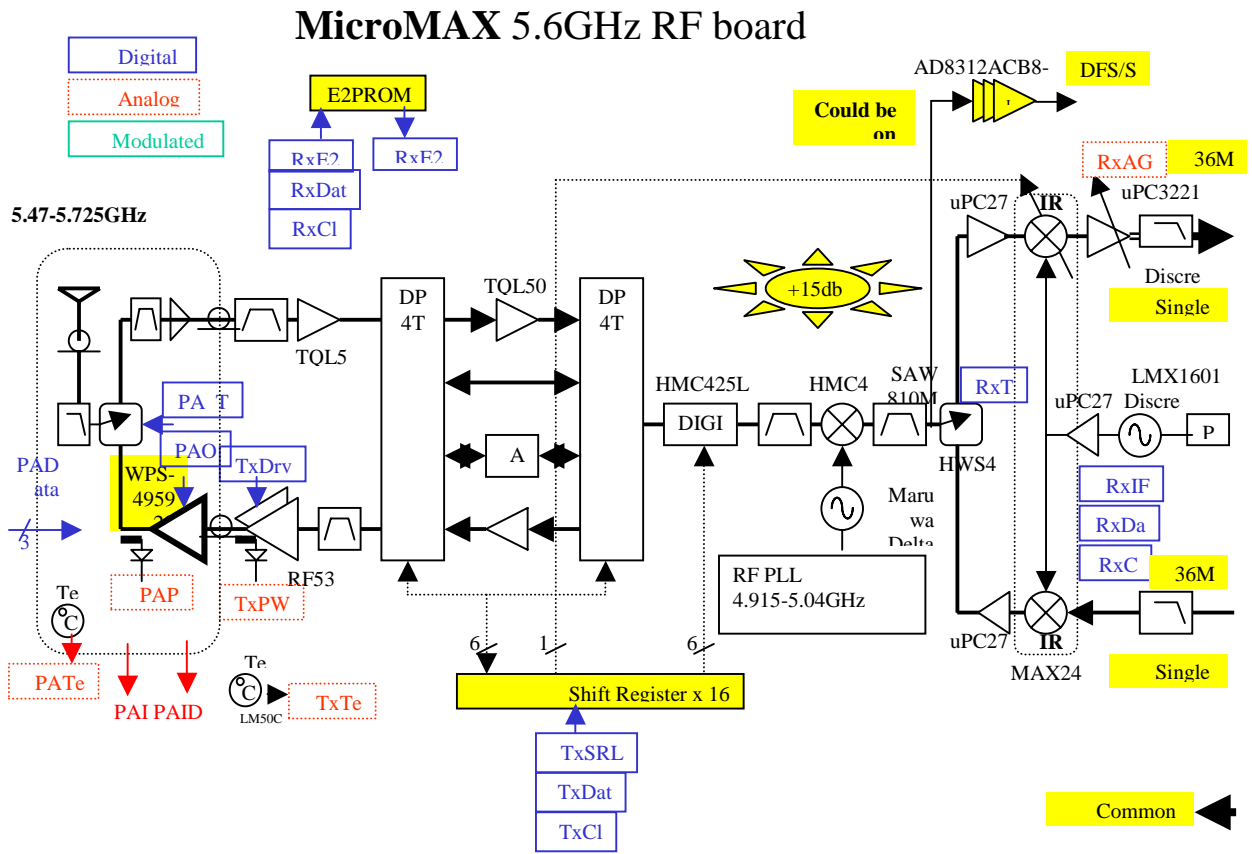 MicroMAX 5.6GHz RF board
Digital
Analog
Modulated
E2PROM
RxE2
RxE2
RxDat
RxCl
AD8312ACB8-
DFS/S
Could be
on
RxAG
36M
uPC27
IR
uPC3221
5.47-5.725GHz
+15db
Discre
Single
DP
4T
TQL50
DP
4T
TQL5
HMC425L
DIGI
HMC4
SAW
810M
RxT
HWS4
uPC27
LMX1601
Discre
P
PA T
PAO
TxDrv
PAD
ata
3
WPS-
4959
A
Maru
wa
Delta
RxIF
RxDa
RxC
36M
RF53
PAP
TxPW
RF PLL
4.915-5.04GHz
Te
°C
PATe
PAI PAID
Te
°C
LM50C
TxTe
6
1
6
uPC27
IR
MAX24
Single
Shift Register x 16
TxSRL
TxDat
TxCl
Common